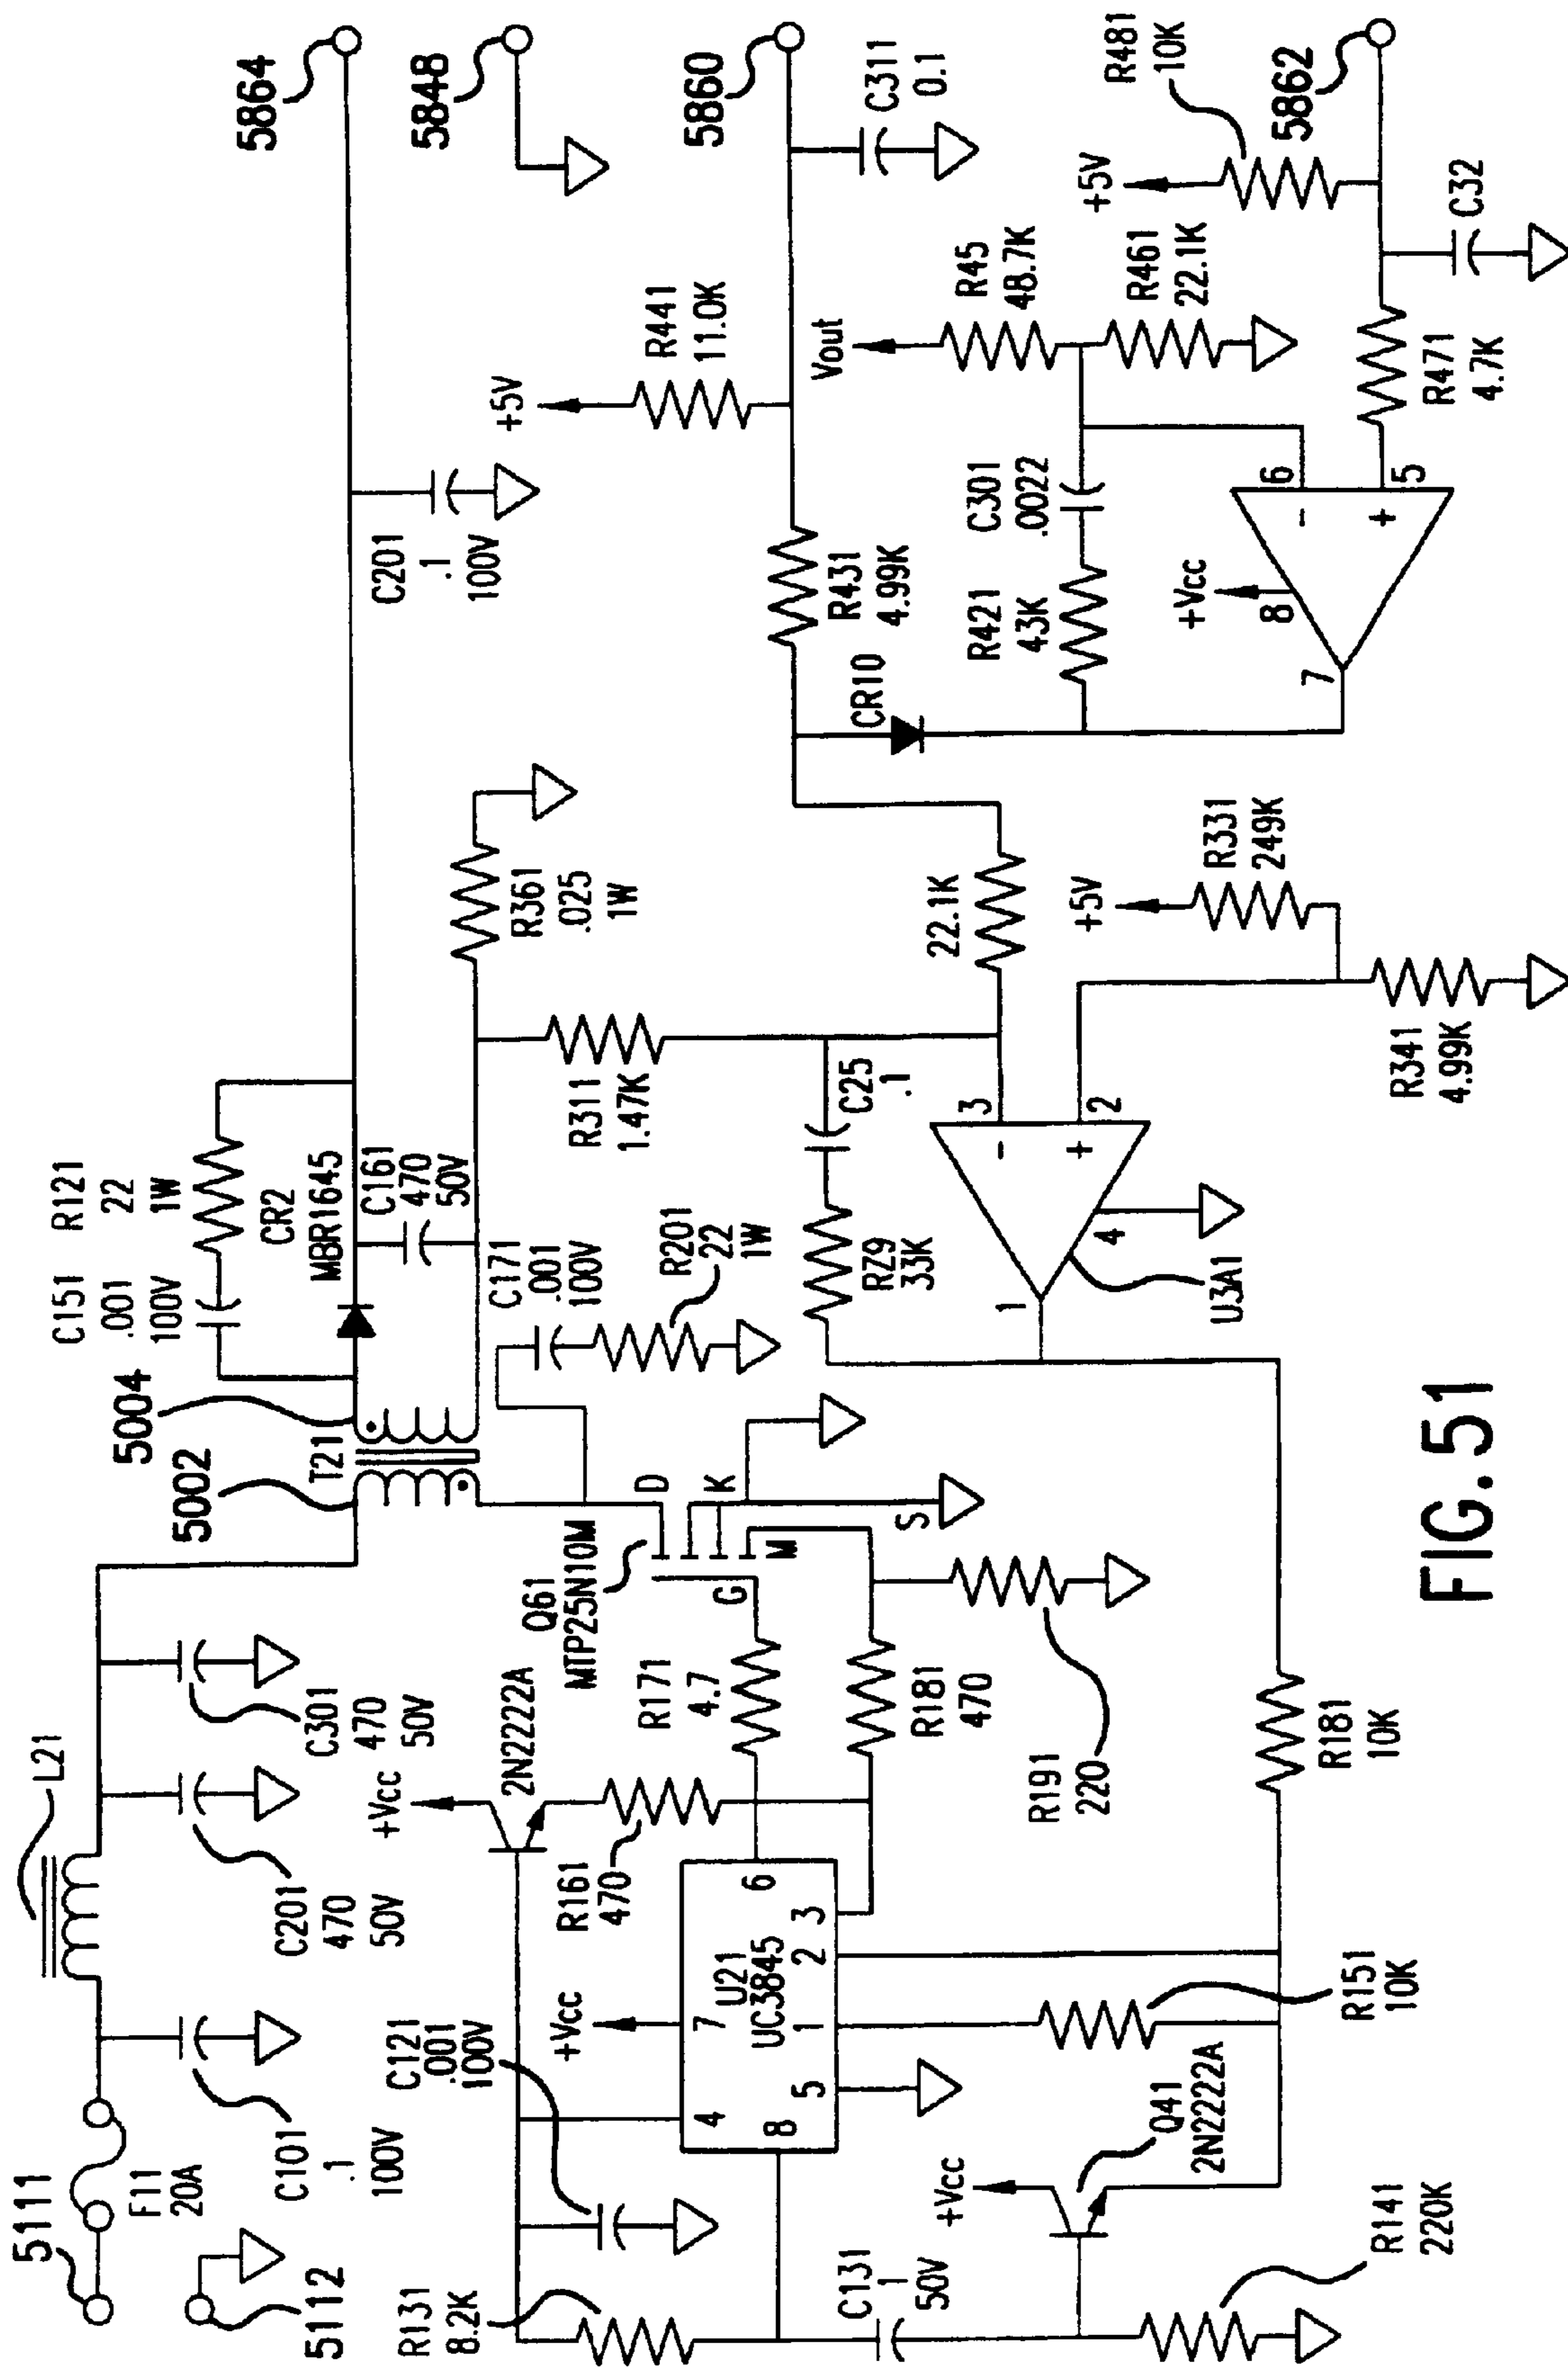 5111
F11
20A
5112
C101
.1
100V
L21
C201
470
50V
C301
470
50V
5002
T21
5004
C151
.001
100V
R121
22
1W
CR2
MBR1645
C161
470
50V
C201
.1
100V
5864
5848
R361
.025
1W
C171
.001
100V
R201
22
1W
R311
1.47K
+5V
R441
11.0K
5860
C311
0.1
R131
8.2K
C121
.001
100V
+Vcc
2N2222A
R161
470
+Vcc
7
4
8
5
1
2
3
6
U21
UC3845
Q61
MTP25N10M
D
K
G
M
S
R171
4.7
R181
470
R191
220
RZ9
33K
C25
.1
3
-
+
2
1
4
U3A1
22.1K
+5V
R331
249K
R341
4.99K
R431
4.99K
CR10
R421
43K
C301
.0022
Vout
R45
48.7K
R461
22.1K
+5V
R481
10K
5862
C32
R471
4.7K
+Vcc
8
7
6
-
+
5
C131
1
50V
+Vcc
Q41
2N2222A
R141
220K
R151
10K
R181
10K
FIG. 51